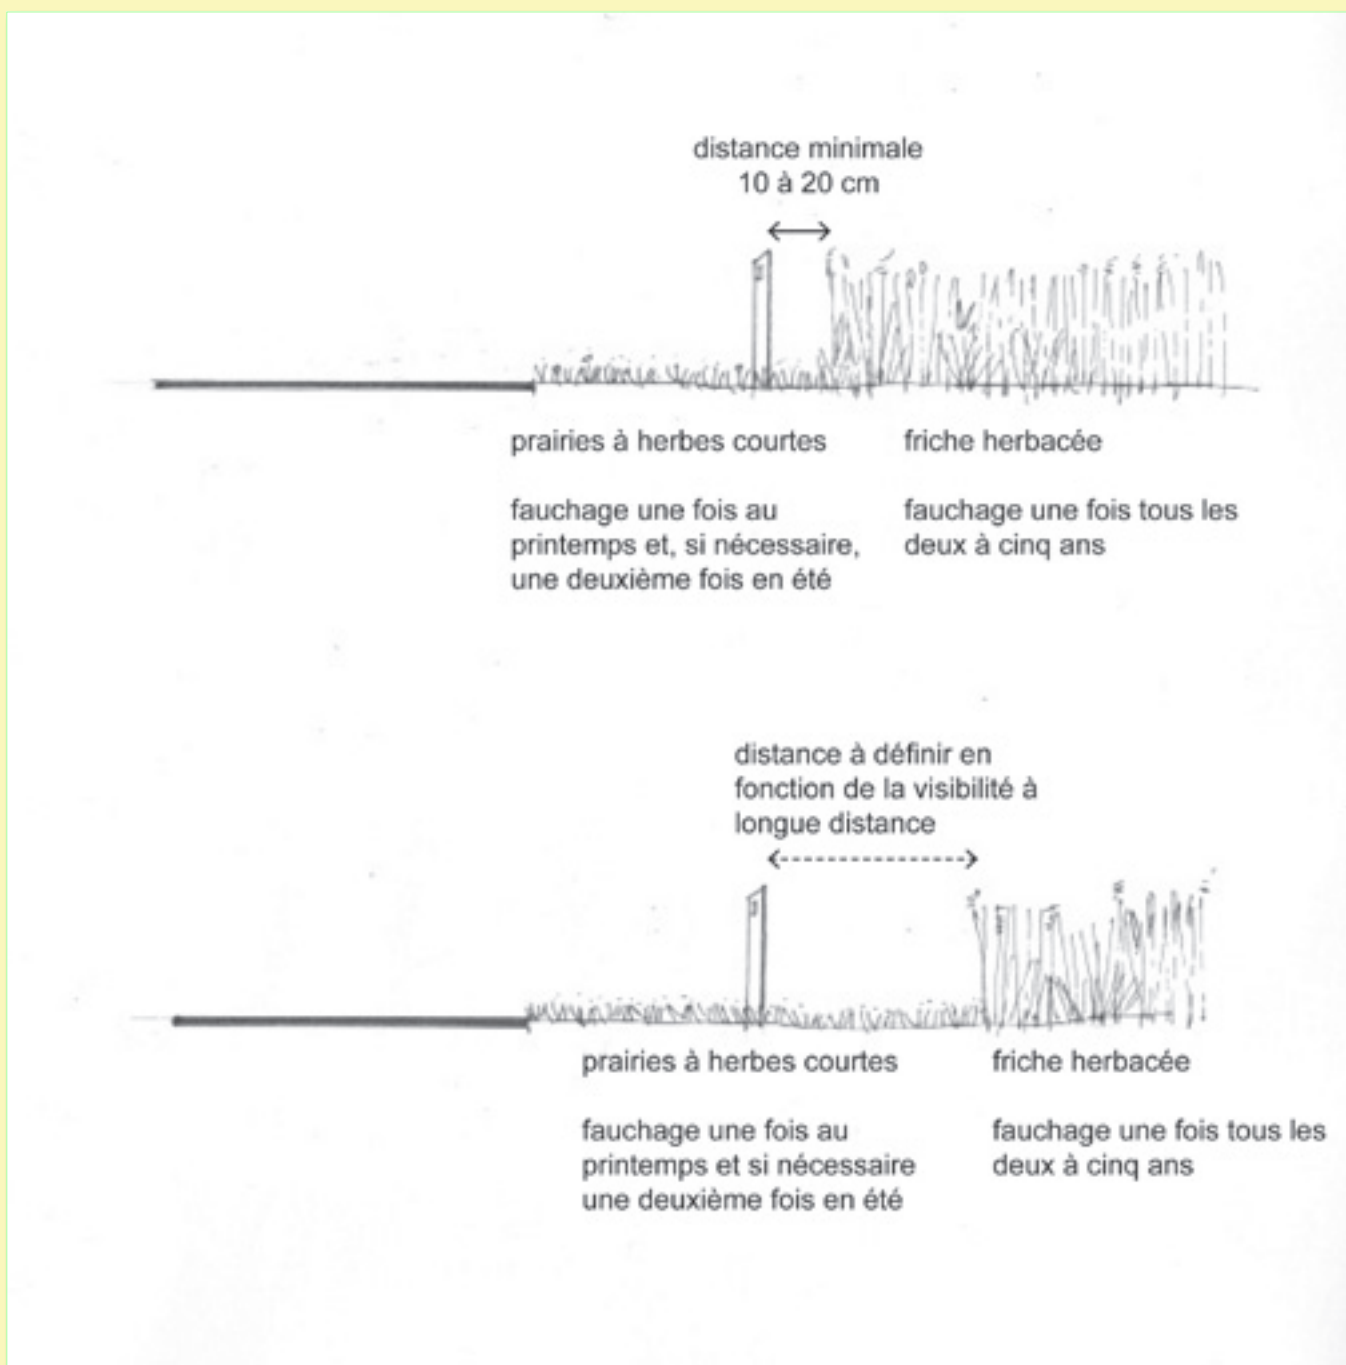 distance minimale
10 à 20 cm
prairies à herbes courtes
friche herbacée
fauchage une fois au
printemps et, si nécessaire,
une deuxième fois en été
fauchage une fois tous les
deux à cinq ans
distance à définir en
fonction de la visibilité à
longue distance
prairies à herbes courtes
friche herbacée
fauchage une fois au
printemps et si nécessaire
une deuxième fois en été
fauchage une fois tous les
deux à cinq ans